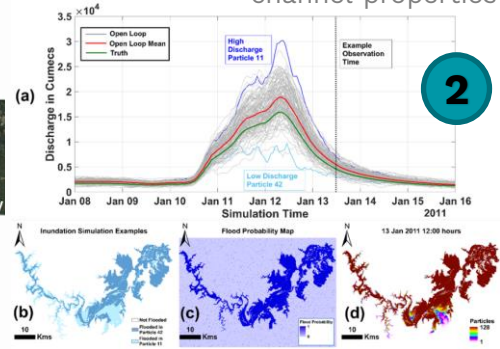 channel properties
3.5 ×10⁴
Open Loop
Open Loop Mean
Truth
High
Discharge
Particle 11
Example
Observation
Time
2
3
2.5
(a)
2
1.5
1
0.5
0
Discharge in Cumecs
Low Discharge
Particle 42
Jan 08 Jan 09 Jan 10 Jan 11 Jan 12 Jan 13 Jan 14 Jan 15 Jan 16
Simulation Time 2011
Inundation Simulation Examples
N
(b)
10
Kms
Not Flooded
Flooded in
Particle 42
Flooded in
Particle 11
Flood Probability Map
N
(c)
10
Kms
Flood Probability
13 Jan 2011 12:00 hours
N
(d)
10
Kms
Particles
128
1